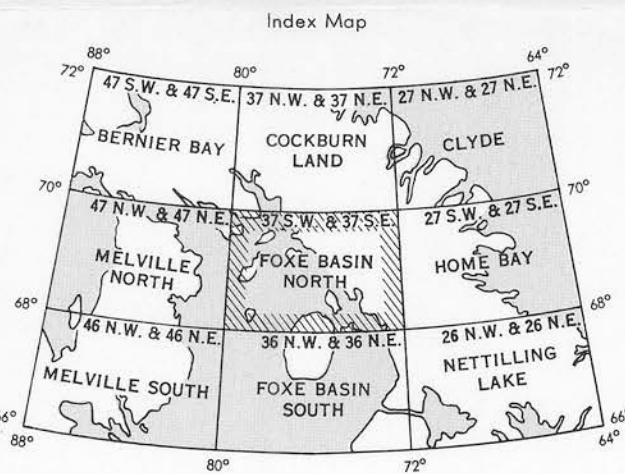 Index Map
88°
80°
72°
64°
72°
72°
47 S.W. & 47 S.E.
37 N.W. & 37 N.E.
27 N.W. & 27 N.E.
BERNIER BAY
COCKBURN
LAND
CLYDE
70°
70°
47 N.W. & 47 N.E.
37 S.W. & 37 S.E.
27 S.W. & 27 S.E.
MELVILLE
NORTH
FOXE BASIN
NORTH
HOME BAY
68°
68°
46 N.W. & 46 N.E.
36 N.W. & 36 N.E.
26 N.W. & 26 N.E.
MELVILLE SOUTH
FOXE BASIN
SOUTH
NETTILLING
LAKE
66°
66°
88°
80°
72°
64°